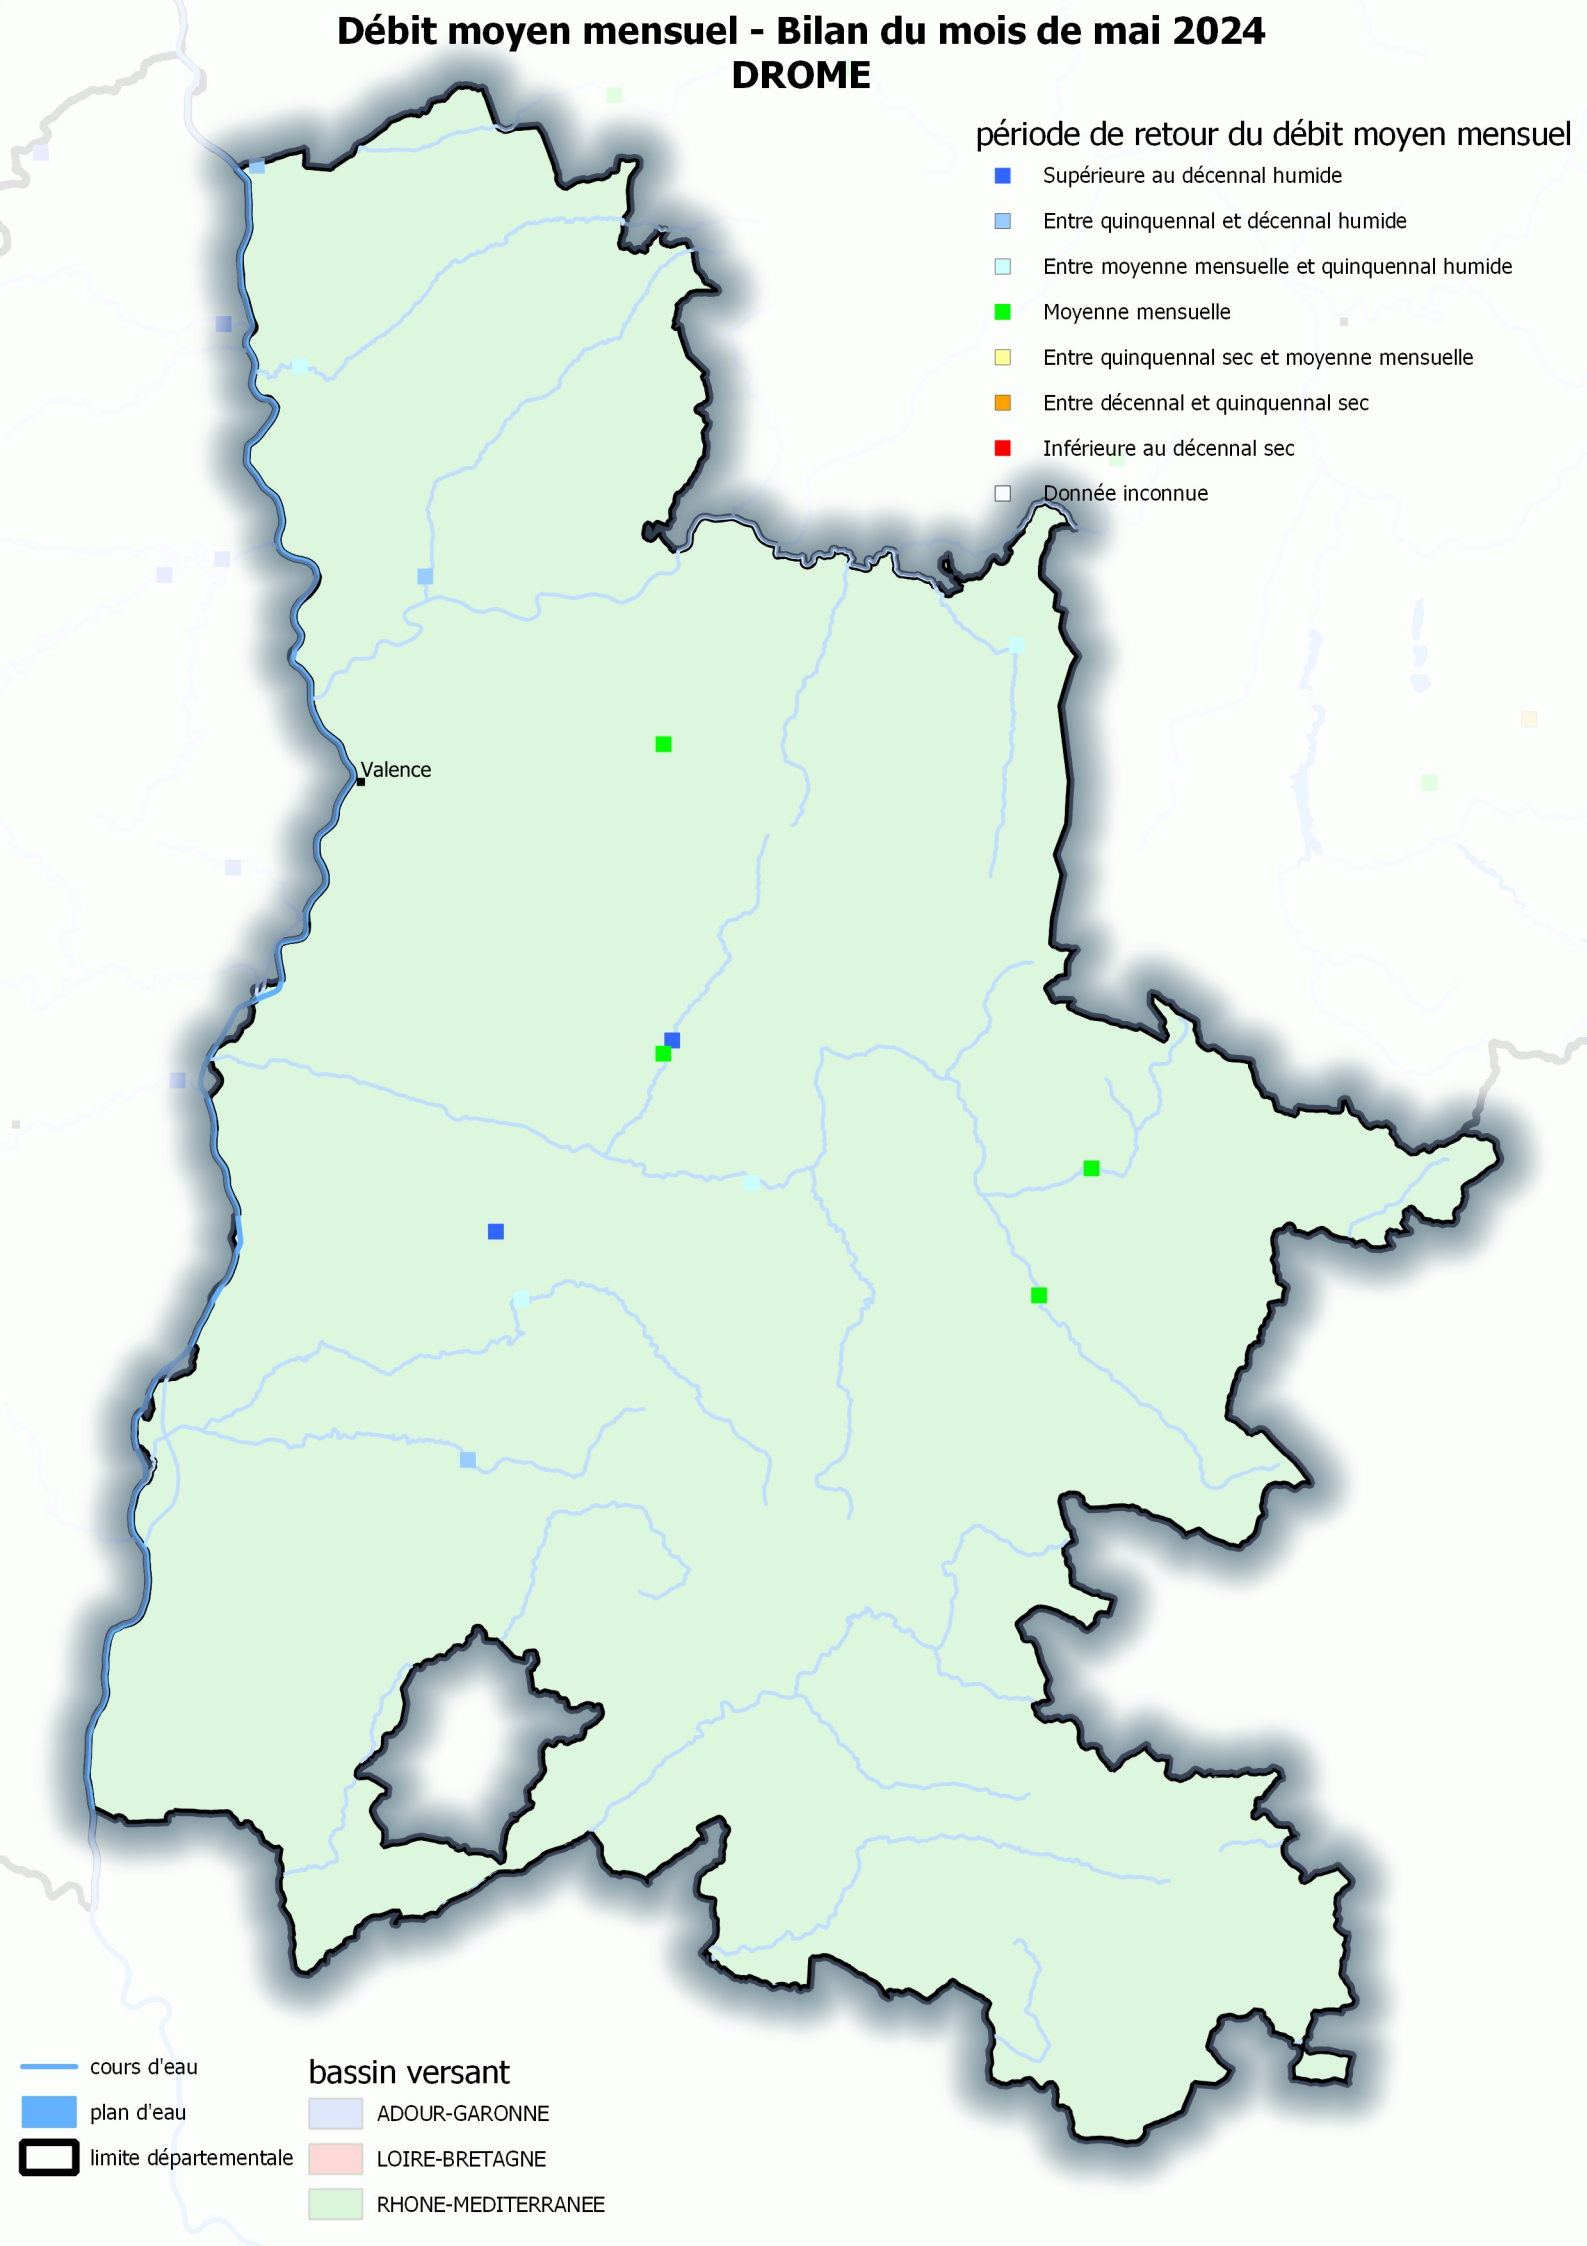 Débit moyen mensuel - Bilan du mois de mai 2024
DROME
période de retour du débit moyen mensuel
Supérieure au décennal humide
Entre quinquennal et décennal humide
Entre moyenne mensuelle et quinquennal humide
Moyenne mensuelle
Entre quinquennal sec et moyenne mensuelle
Entre décennal et quinquennal sec
Inférieure au décennal sec
Donnée inconnue
Valence
cours d'eau
plan d'eau
limite départementale
bassin versant
ADOUR-GARONNE
LOIRE-BRETAGNE
RHONE-MEDITERRANEE